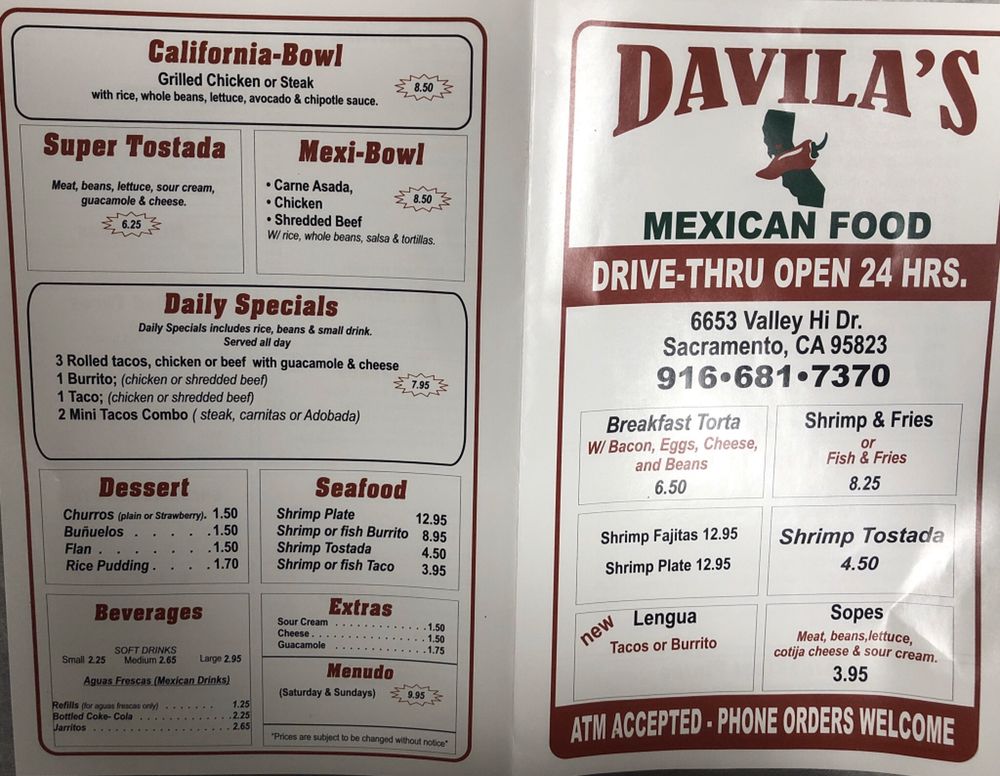 California-Bowl
Grilled Chicken or Steak
with rice, whole beans, lettuce, avocado & chipotle sauce.
8.50
Super Tostada
Meat, beans, lettuce, sour cream,
guacamole & cheese.
6.25
Mexi-Bowl
• Carne Asada,
• Chicken
• Shredded Beef
8.50
W/ rice, whole beans, salsa & tortillas.
Daily Specials
Daily Specials includes rice, beans & small drink.
Served all day
3 Rolled tacos, chicken or beef with guacamole & cheese
1 Burrito; (chicken or shredded beef)
1 Taco; (chicken or shredded beef)
2 Mini Tacos Combo ( steak, carnitas or Adobada)
7.95
Dessert
Churros (plain or Strawberry). 1.50
Buñuelos . . . . . 1.50
Flan . . . . . . . 1.50
Rice Pudding . . . . 1.70
Seafood
Shrimp Plate 12.95
Shrimp or fish Burrito 8.95
Shrimp Tostada 4.50
Shrimp or fish Taco 3.95
Beverages
SOFT DRINKS
Small 2.25 Medium 2.65 Large 2.95
Aguas Frescas (Mexican Drinks)
Refills (for aguas frescas only) . . . . . . . 1.25
Bottled Coke- Cola . . . . . . . . . . . . . 2.25
Jarritos . . . . . . . . . . . . . . . . . . . . 2.65
Extras
Sour Cream . . . . . . . . . . . . . 1.50
Cheese . . . . . . . . . . . . . . . . 1.50
Guacamole . . . . . . . . . . . . . 1.75
Menudo
(Saturday & Sundays) 9.95
"Prices are subject to be changed without notice"
DAVILA'S
MEXICAN FOOD
DRIVE-THRU OPEN 24 HRS.
6653 Valley Hi Dr.
Sacramento, CA 95823
916•681•7370
Breakfast Torta
W/ Bacon, Eggs, Cheese,
and Beans
6.50
Shrimp & Fries
or
Fish & Fries
8.25
Shrimp Fajitas 12.95
Shrimp Plate 12.95
Shrimp Tostada
4.50
new
Lengua
Tacos or Burrito
Sopes
Meat, beans,lettuce,
cotija cheese & sour cream.
3.95
ATM ACCEPTED - PHONE ORDERS WELCOME